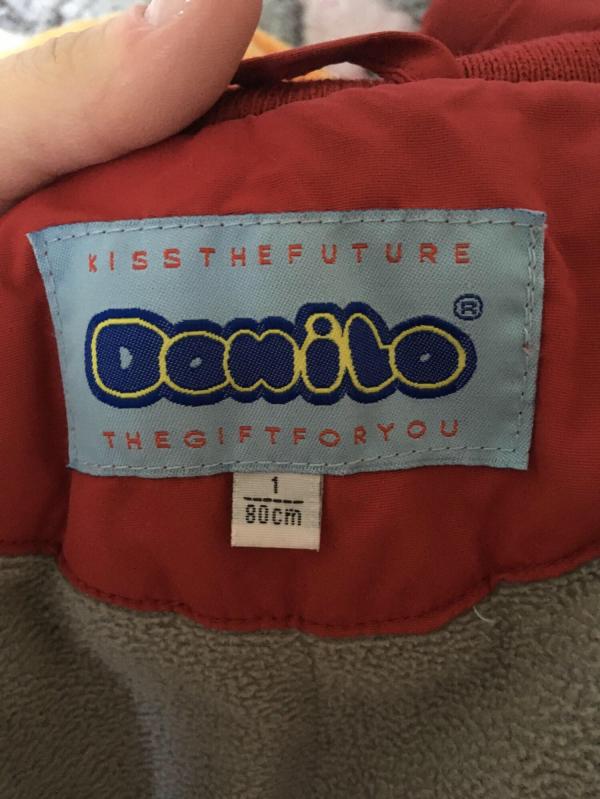 KISSTHEFUTURE
Danilo®
THEGIFTFORYOU
1
80cm